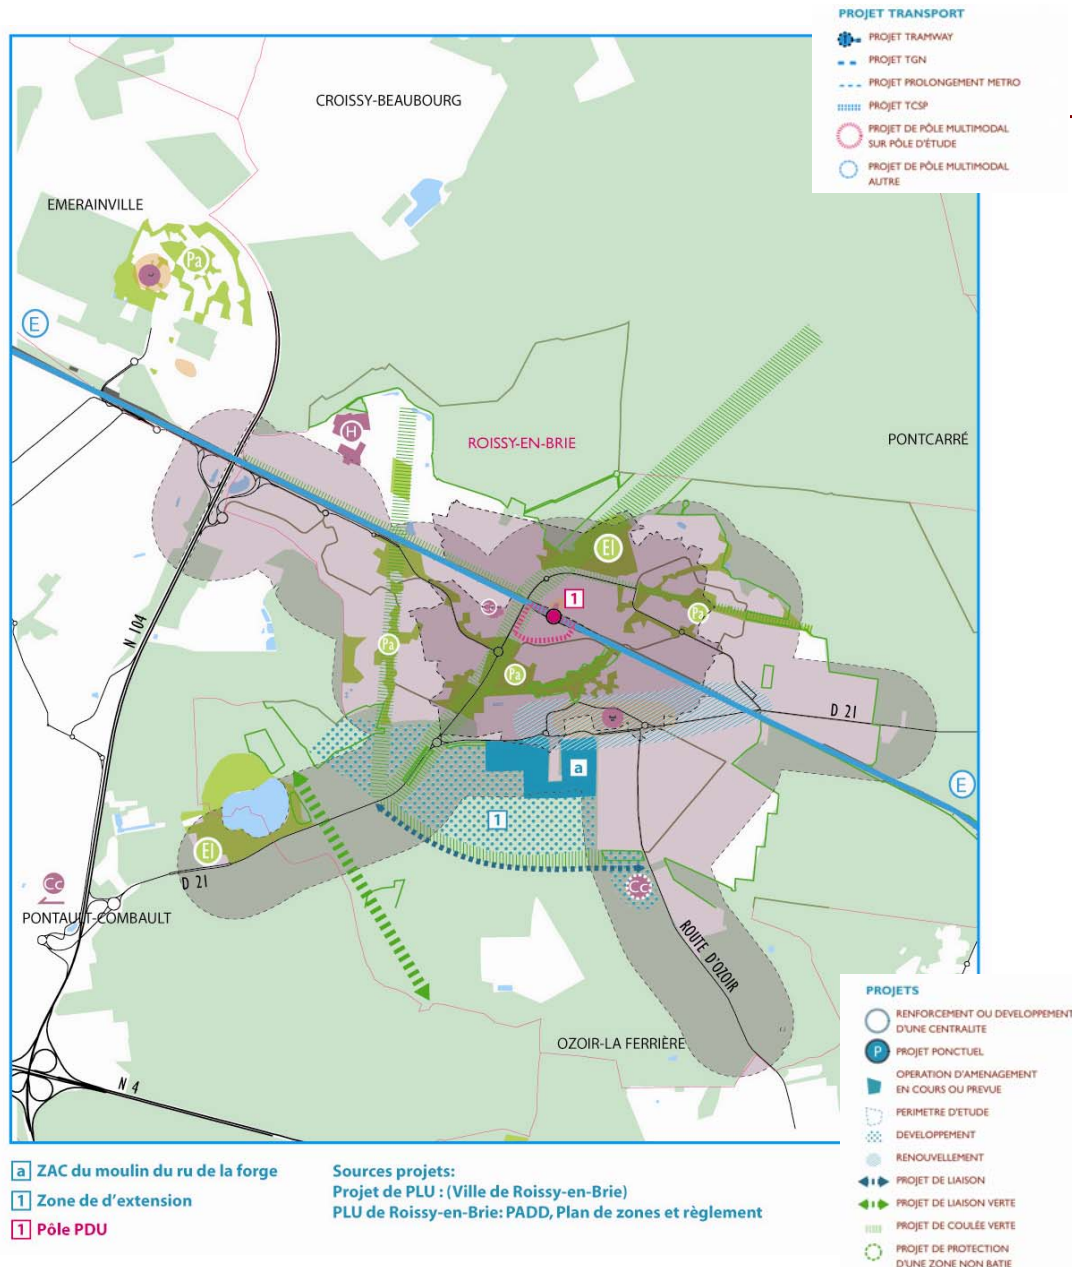 PROJET TRANSPORT
PROJET TRAMWAY
PROJET TGN
PROJET PROLONGEMENT METRO
PROJET TCSP
PROJET DE PÔLE MULTIMODAL
SUR PÔLE D'ÉTUDE
PROJET DE PÔLE MULTIMODAL
AUTRE
CROISSY-BEAUBOURG
EMERAINVILLE
Pa
E
H
ROISSY-EN-BRIE
PONTCARRÉ
EI
N 104
1
Cc
Pa
Pa
Pa
D 21
a
E
1
EI
D 21
Cc
Cc
PONTAULT-COMBAULT
ROUTE D'OZOIR
OZOIR-LA FERRIÈRE
N 4
PROJETS
RENFORCEMENT OU DEVELOPPEMENT
D'UNE CENTRALITE
P PROJET PONCTUEL
OPERATION D'AMENAGEMENT
EN COURS OU PREVUE
PERIMETRE D'ETUDE
DEVELOPPEMENT
RENOUVELLEMENT
PROJET DE LIAISON
PROJET DE LIAISON VERTE
PROJET DE COULÉE VERTE
PROJET DE PROTECTION
D'UNE ZONE NON BATIE
a ZAC du moulin du ru de la forge
1 Zone de d'extension
1 Pôle PDU
Sources projets:
Projet de PLU : (Ville de Roissy-en-Brie)
PLU de Roissy-en-Brie: PADD, Plan de zones et règlement